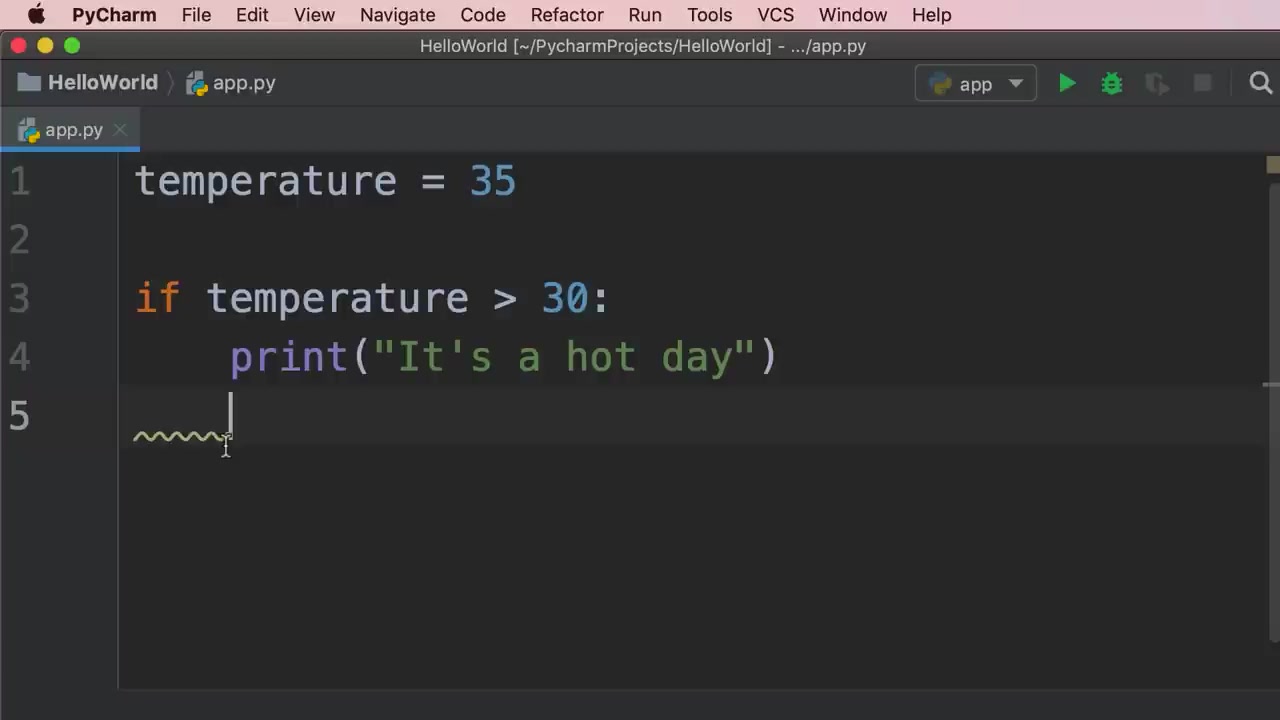 PyCharm File Edit View Navigate Code Refactor Run Tools VCS Window Help
HelloWorld [~/PycharmProjects/HelloWorld] - .../app.py
HelloWorld app.py app
app.py
1 temperature = 35
2
3 if temperature > 30:
4     print("It's a hot day")
5